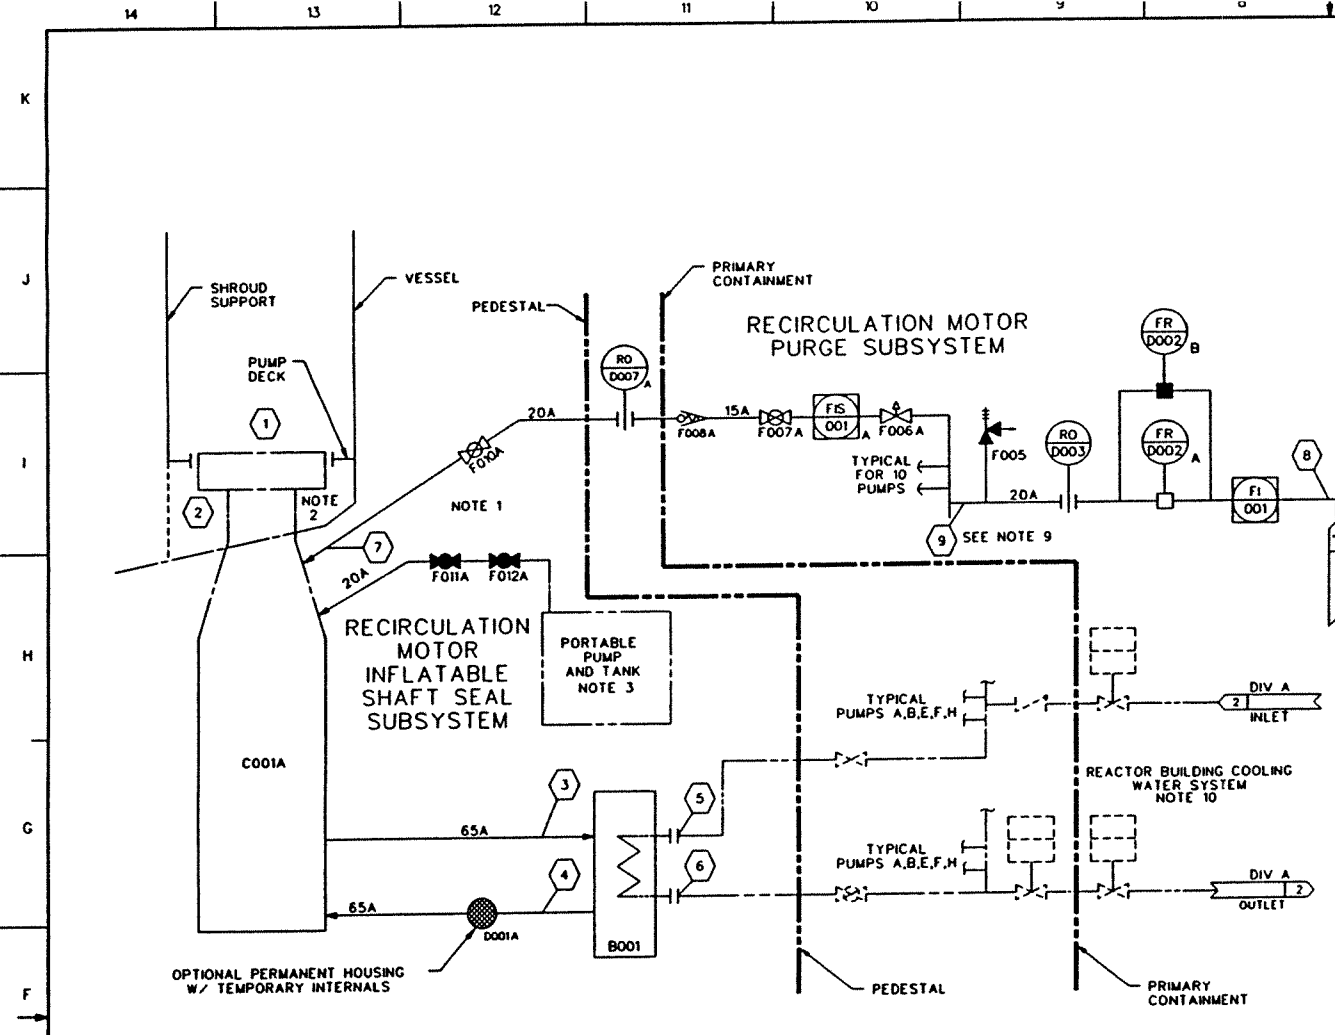 14 13 12 11 10 9 8
K
J
I
H
G
F
SHROUD
SUPPORT
VESSEL
PUMP
DECK
1
2
NOTE
2
PEDESTAL
PRIMARY
CONTAINMENT
RECIRCULATION MOTOR
PURGE SUBSYSTEM
RO
D007
A
20A
F008A
15A
F007A
FIS
001
A
F006A
F010A
NOTE 1
7
TYPICAL
FOR 10
PUMPS
F005
RO
D003
20A
FR
D002
B
FR
D002
A
FI
001
8
9
SEE NOTE 9
20A
F011A
F012A
RECIRCULATION
MOTOR
INFLATABLE
SHAFT SEAL
SUBSYSTEM
PORTABLE
PUMP
AND TANK
NOTE 3
TYPICAL
PUMPS A,B,E,F,H
DIV A
2
INLET
C001A
3
65A
5
REACTOR BUILDING COOLING
WATER SYSTEM
NOTE 10
4
6
65A
D001A
B001
TYPICAL
PUMPS A,B,E,F,H
DIV A
2
OUTLET
OPTIONAL PERMANENT HOUSING
W/ TEMPORARY INTERNALS
PEDESTAL
PRIMARY
CONTAINMENT